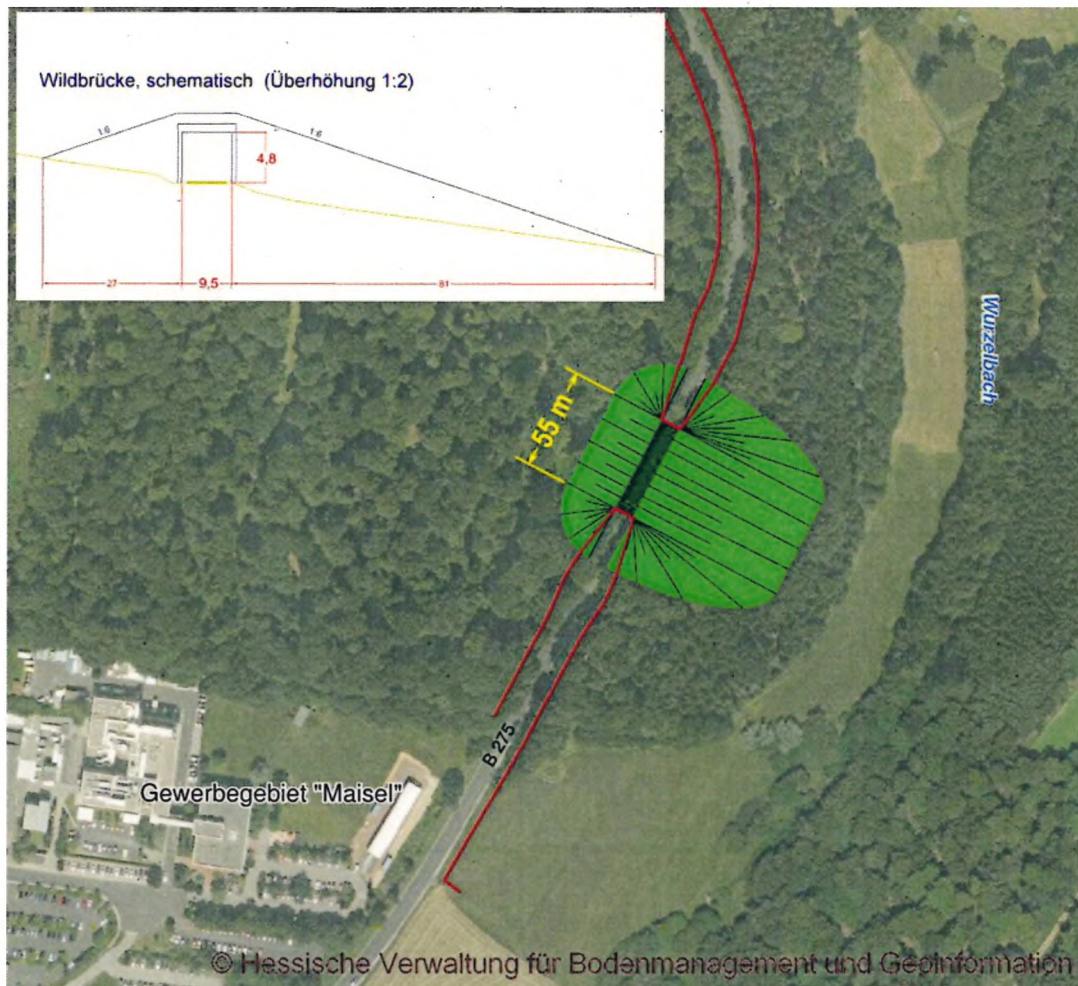 Wildbrücke, schematisch (Überhöhung 1:2)
1:6
1:6
4,8
27
9,5
81
Wurzelbach
55 m
B 275
Gewerbegebiet "Maisel"
© Hessische Verwaltung für Bodenmanagement und Geoinformation